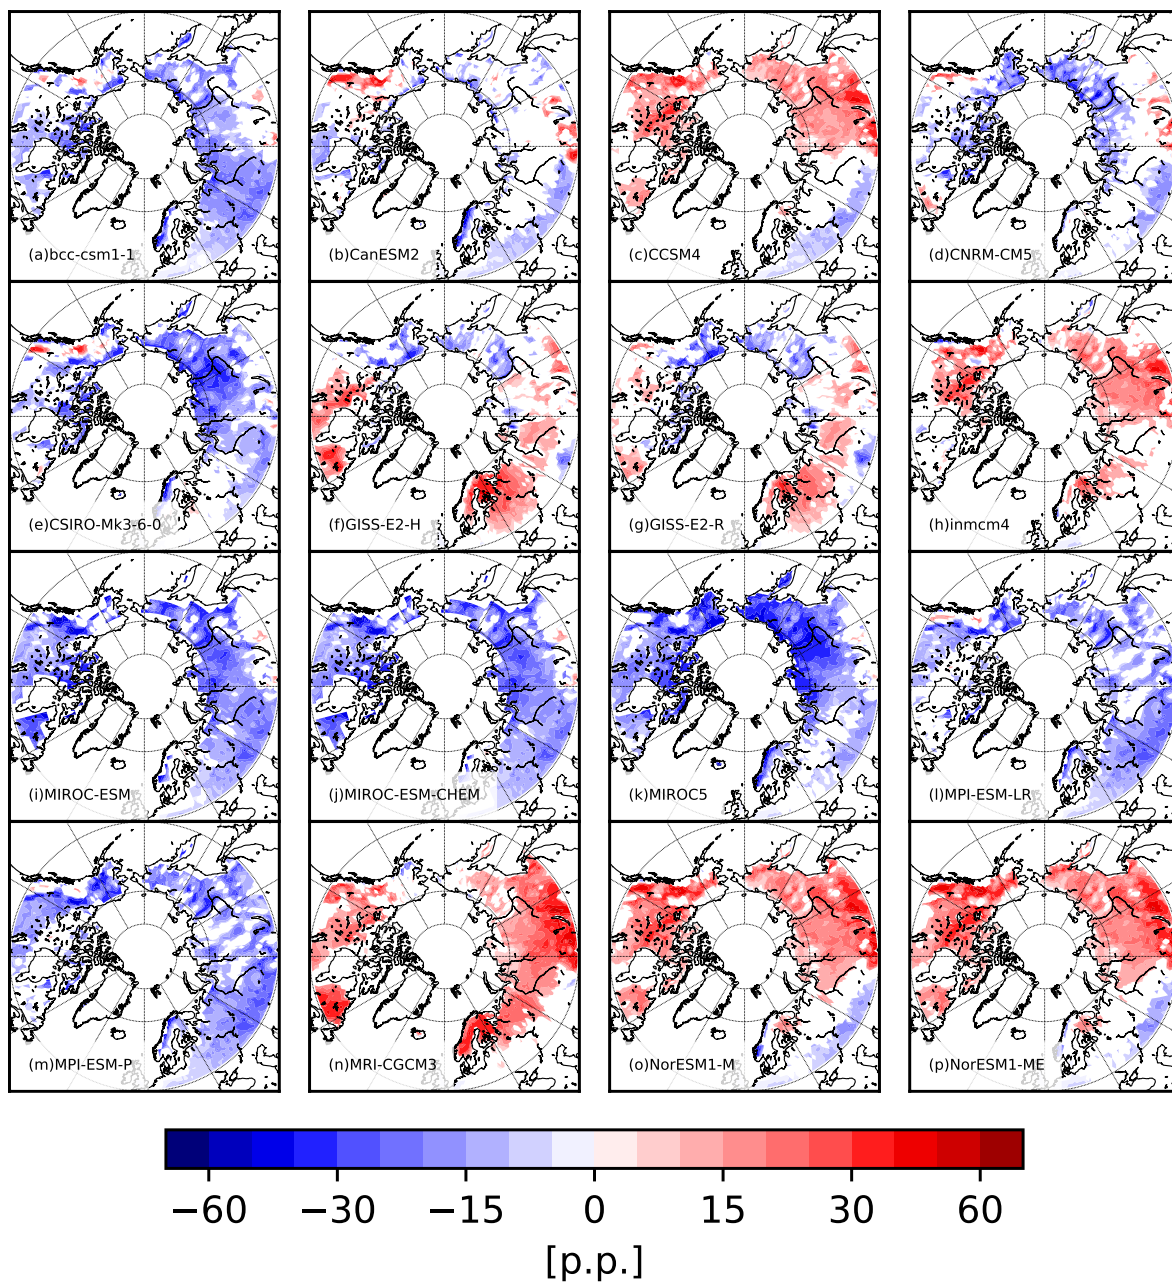 (a)bcc-csm1-1
(b)CanESM2
(c)CCSM4
(d)CNRM-CM5
(e)CSIRO-Mk3-6-0
(f)GISS-E2-H
(g)GISS-E2-R
(h)inmcm4
(i)MIROC-ESM
(j)MIROC-ESM-CHEM
(k)MIROC5
(l)MPI-ESM-LR
(m)MPI-ESM-P
(n)MRI-CGCM3
(o)NorESM1-M
(p)NorESM1-ME
−60 −30 −15 0 15 30 60
[p.p.]